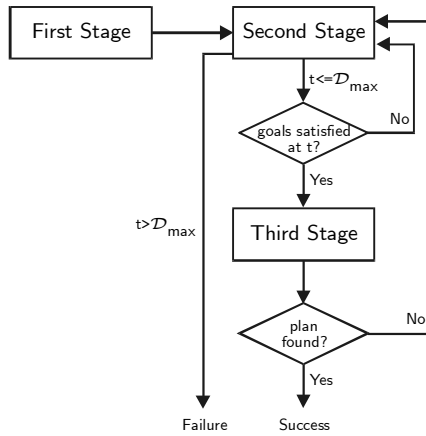 First Stage
Second Stage
t<=𝒟max
goals satisfied
at t?
No
Yes
t>𝒟max
Third Stage
plan
found?
No
Yes
Failure
Success